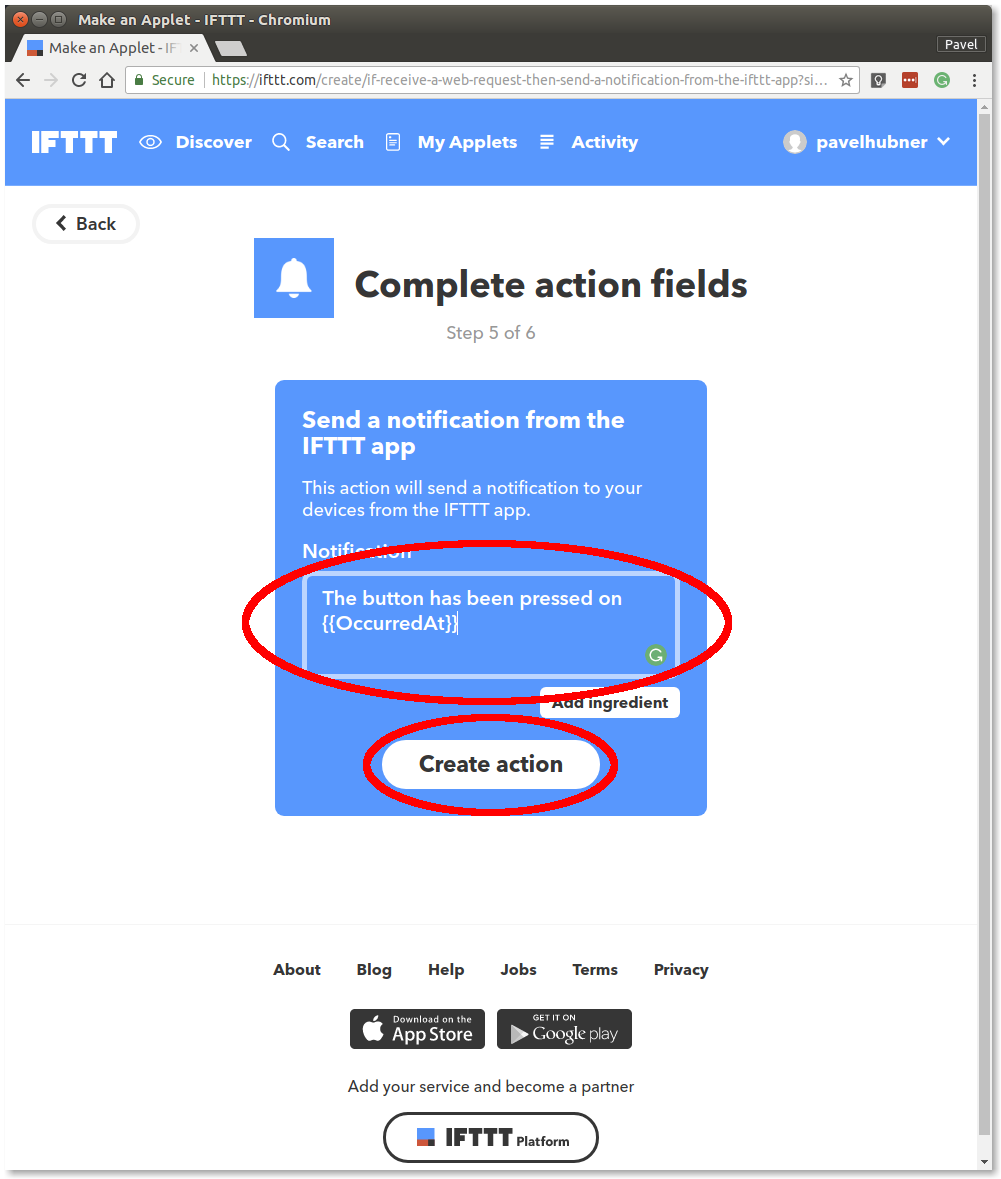 Make an Applet - IFTTT - Chromium
Make an Applet - IF
Pavel
Secure
https://ifttt.com/create/if-receive-a-web-request-then-send-a-notification-from-the-ifttt-app?si...
IFTTT Discover Search My Applets Activity pavelhubner
Back
Complete action fields
Step 5 of 6
Send a notification from the
IFTTT app
This action will send a notification to your
devices from the IFTTT app.
Notification
The button has been pressed on
{{OccurredAt}}
Add ingredient
Create action
About Blog Help Jobs Terms Privacy
Download on the
App Store
GET IT ON
Google play
Add your service and become a partner
IFTTT Platform